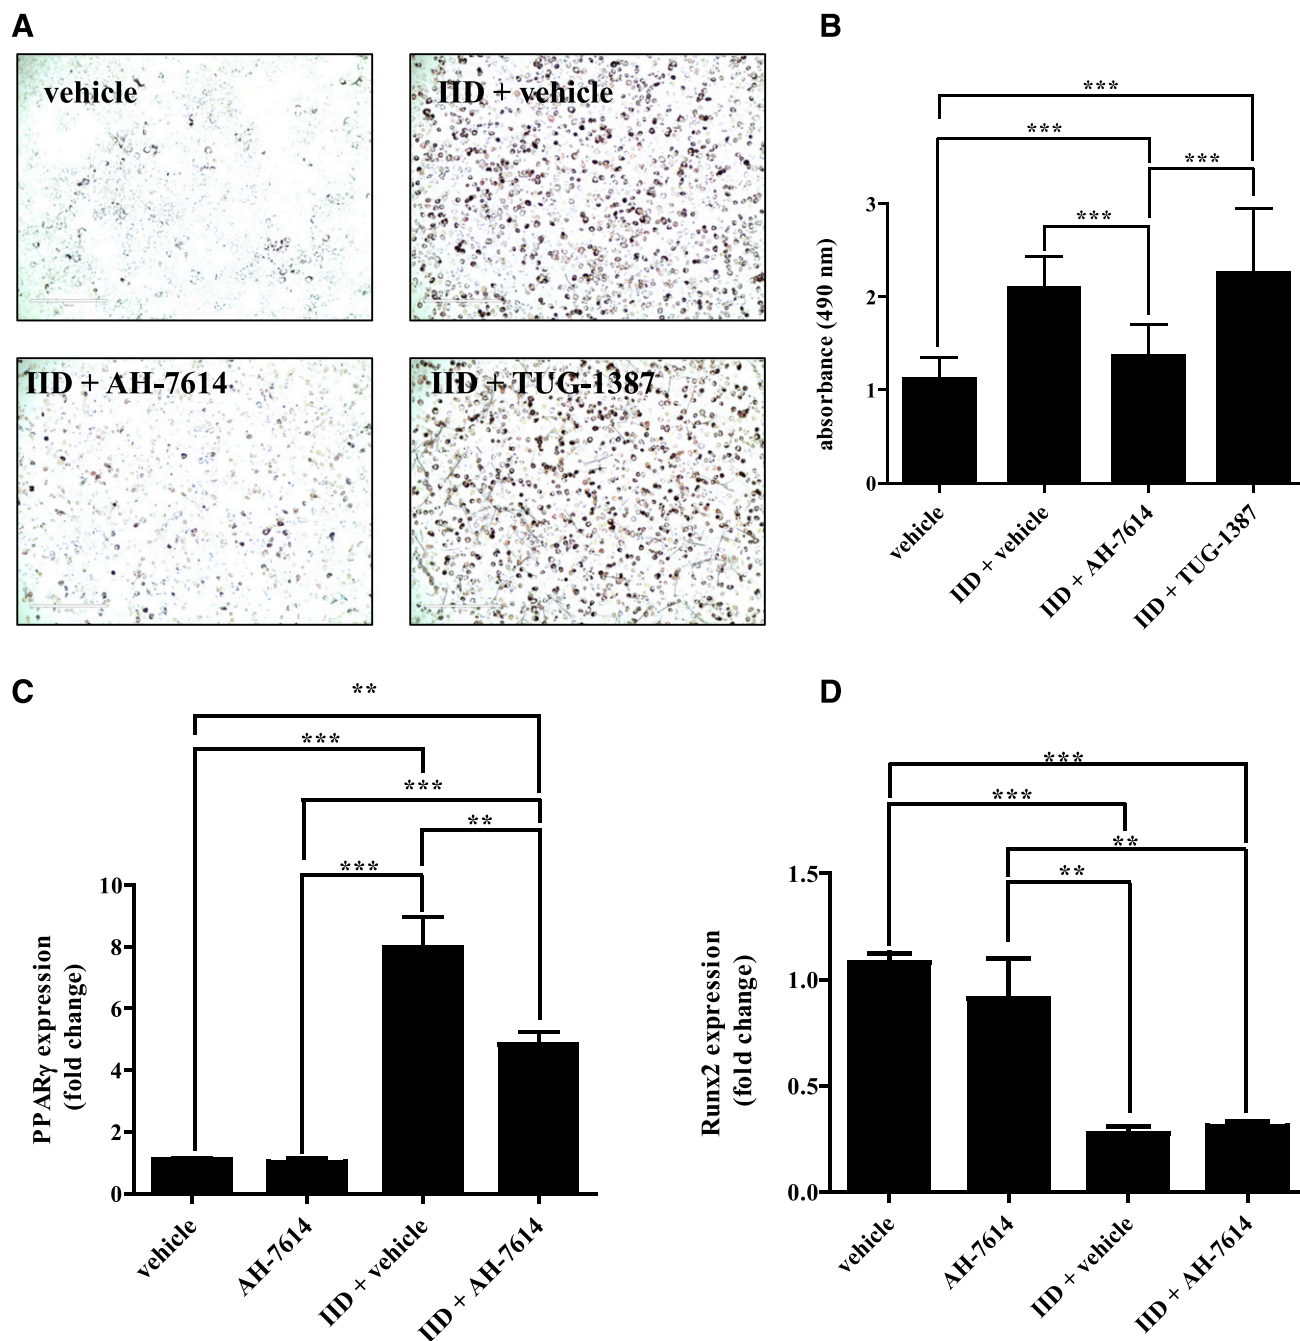 A
vehicle
IID + vehicle
IID + AH-7614
IID + TUG-1387
B
***
***
***
***
3
2
1
0
absorbance (490 nm)
vehicle
IID + vehicle
IID + AH-7614
IID + TUG-1387
C
**
***
***
**
***
10
8
6
4
2
0
PPARγ expression
(fold change)
vehicle
AH-7614
IID + vehicle
IID + AH-7614
D
***
***
**
**
1.5
1.0
0.5
0.0
Runx2 expression
(fold change)
vehicle
AH-7614
IID + vehicle
IID + AH-7614